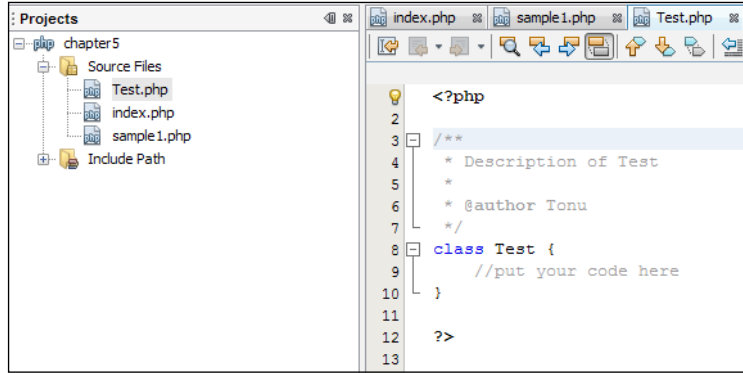 Projects
chapter5
Source Files
Test.php
index.php
sample1.php
Include Path
index.php sample1.php Test.php
<?php
2
3 /**
4 * Description of Test
5 *
6 * @author Tonu
7 */
8 class Test {
9 //put your code here
10 }
11
12 ?>
13